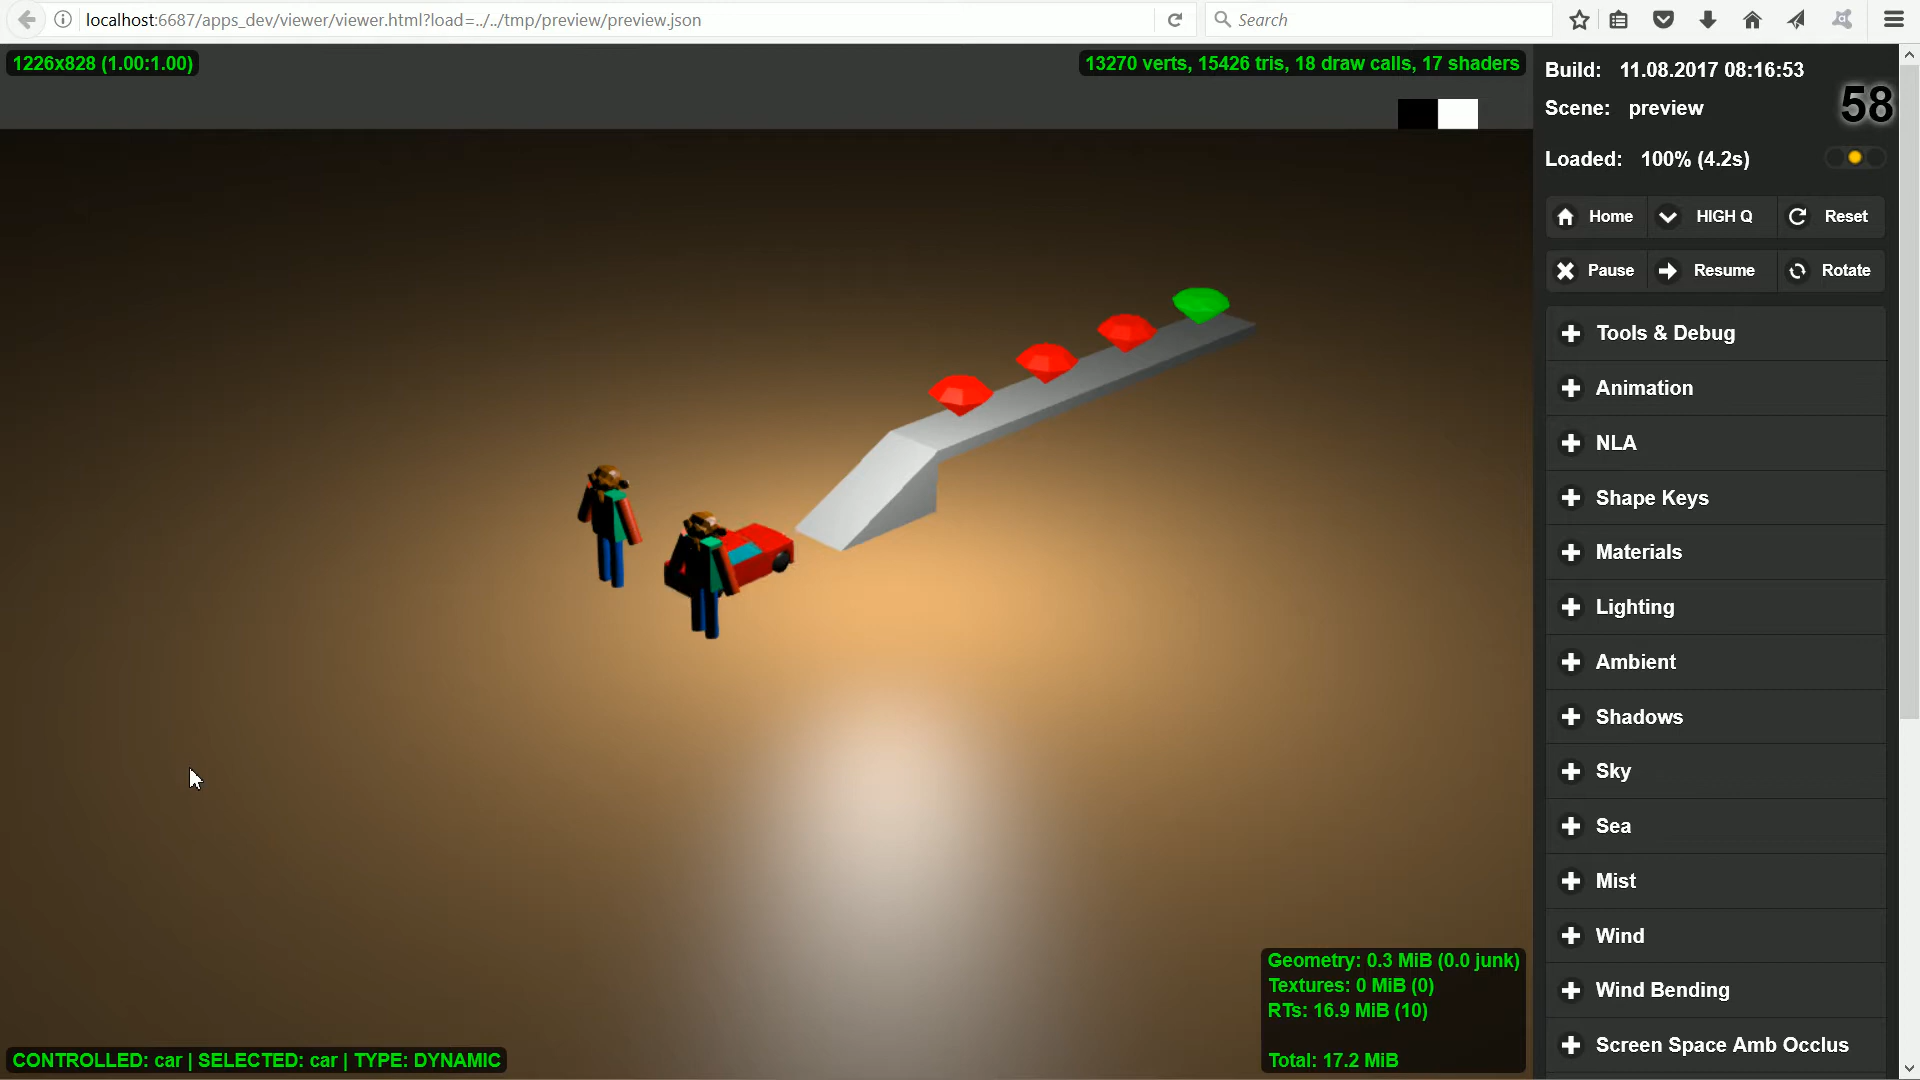 localhost:6687/apps_dev/viewer/viewer.html?load=../../tmp/preview/preview.json
Search
1226x828 (1.00:1.00)
13270 verts, 15426 tris, 18 draw calls, 17 shaders
Build: 11.08.2017 08:16:53
58
Scene: preview
Loaded: 100% (4.2s)
Home
HIGH Q
Reset
Pause
Resume
Rotate
Tools & Debug
Animation
NLA
Shape Keys
Materials
Lighting
Ambient
Shadows
Sky
Sea
Mist
Wind
Wind Bending
Screen Space Amb Occlus
Geometry: 0.3 MiB (0.0 junk)
Textures: 0 MiB (0)
RTs: 16.9 MiB (10)
Total: 17.2 MiB
CONTROLLED: car | SELECTED: car | TYPE: DYNAMIC